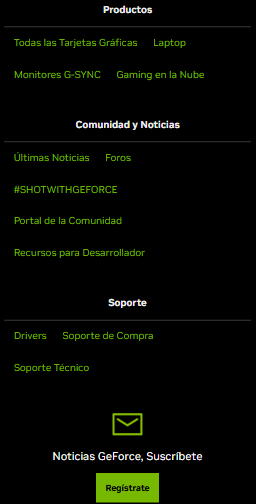 Productos
Todas las Tarjetas Gráficas Laptop
Monitores G-SYNC Gaming en la Nube
Comunidad y Noticias
Últimas Noticias Foros
#SHOTWITHGEFORCE
Portal de la Comunidad
Recursos para Desarrollador
Soporte
Drivers Soporte de Compra
Soporte Técnico
Noticias GeForce, Suscríbete
Regístrate